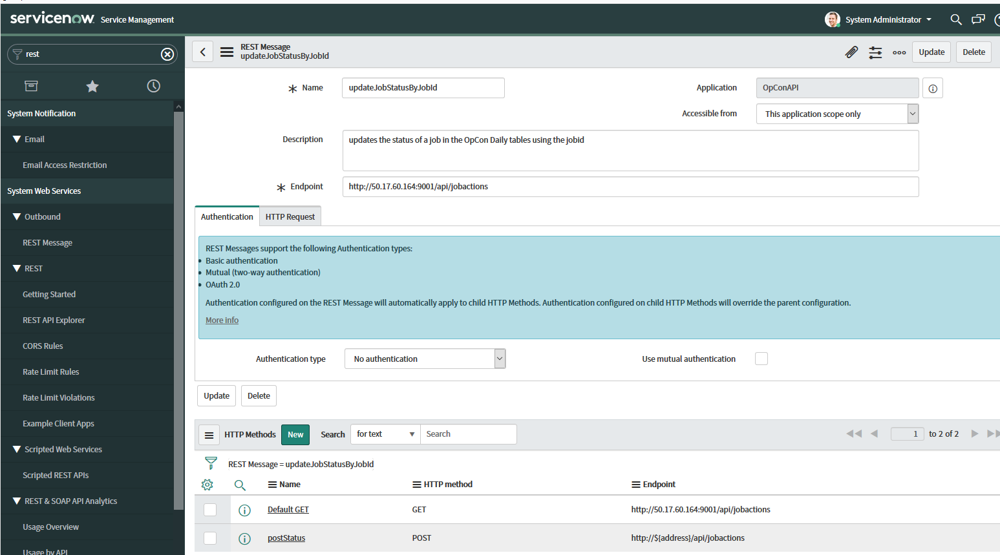 servicenow Service Management
System Administrator
rest
System Notification
Email
Email Access Restriction
System Web Services
Outbound
REST Message
REST
Getting Started
REST API Explorer
CORS Rules
Rate Limit Rules
Rate Limit Violations
Example Client Apps
Scripted Web Services
Scripted REST APIs
REST & SOAP API Analytics
Usage Overview
Usage by API
REST Message
updateJobStatusByJobId
Update Delete
Name updateJobStatusByJobId Application OpConAPI
Accessible from This application scope only
Description updates the status of a job in the OpCon Daily tables using the jobid
Endpoint http://50.17.60.164:9001/api/jobactions
Authentication HTTP Request
REST Messages support the following Authentication types:
• Basic authentication
• Mutual (two-way authentication)
• OAuth 2.0
Authentication configured on the REST Message will automatically apply to child HTTP Methods. Authentication configured on child HTTP Methods will override the parent configuration.
More info
Authentication type No authentication Use mutual authentication
Update Delete
HTTP Methods New Search for text Search 1 to 2 of 2
REST Message = updateJobStatusByJobId
Name HTTP method Endpoint
Default GET GET http://50.17.60.164:9001/api/jobactions
postStatus POST http://${address}/api/jobactions